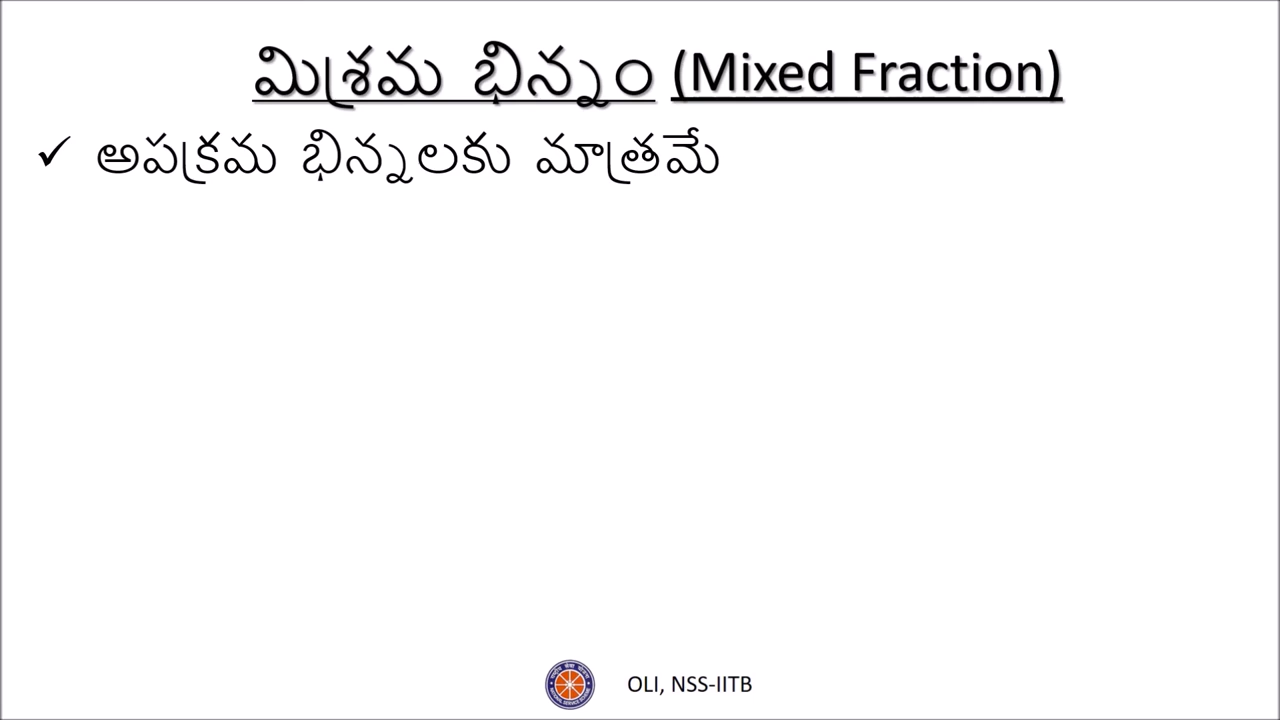 మిశ్రమ భిన్నం (Mixed Fraction)
✓ అపక్రమ భిన్నలకు మాత్రమే
OLI, NSS-IITB